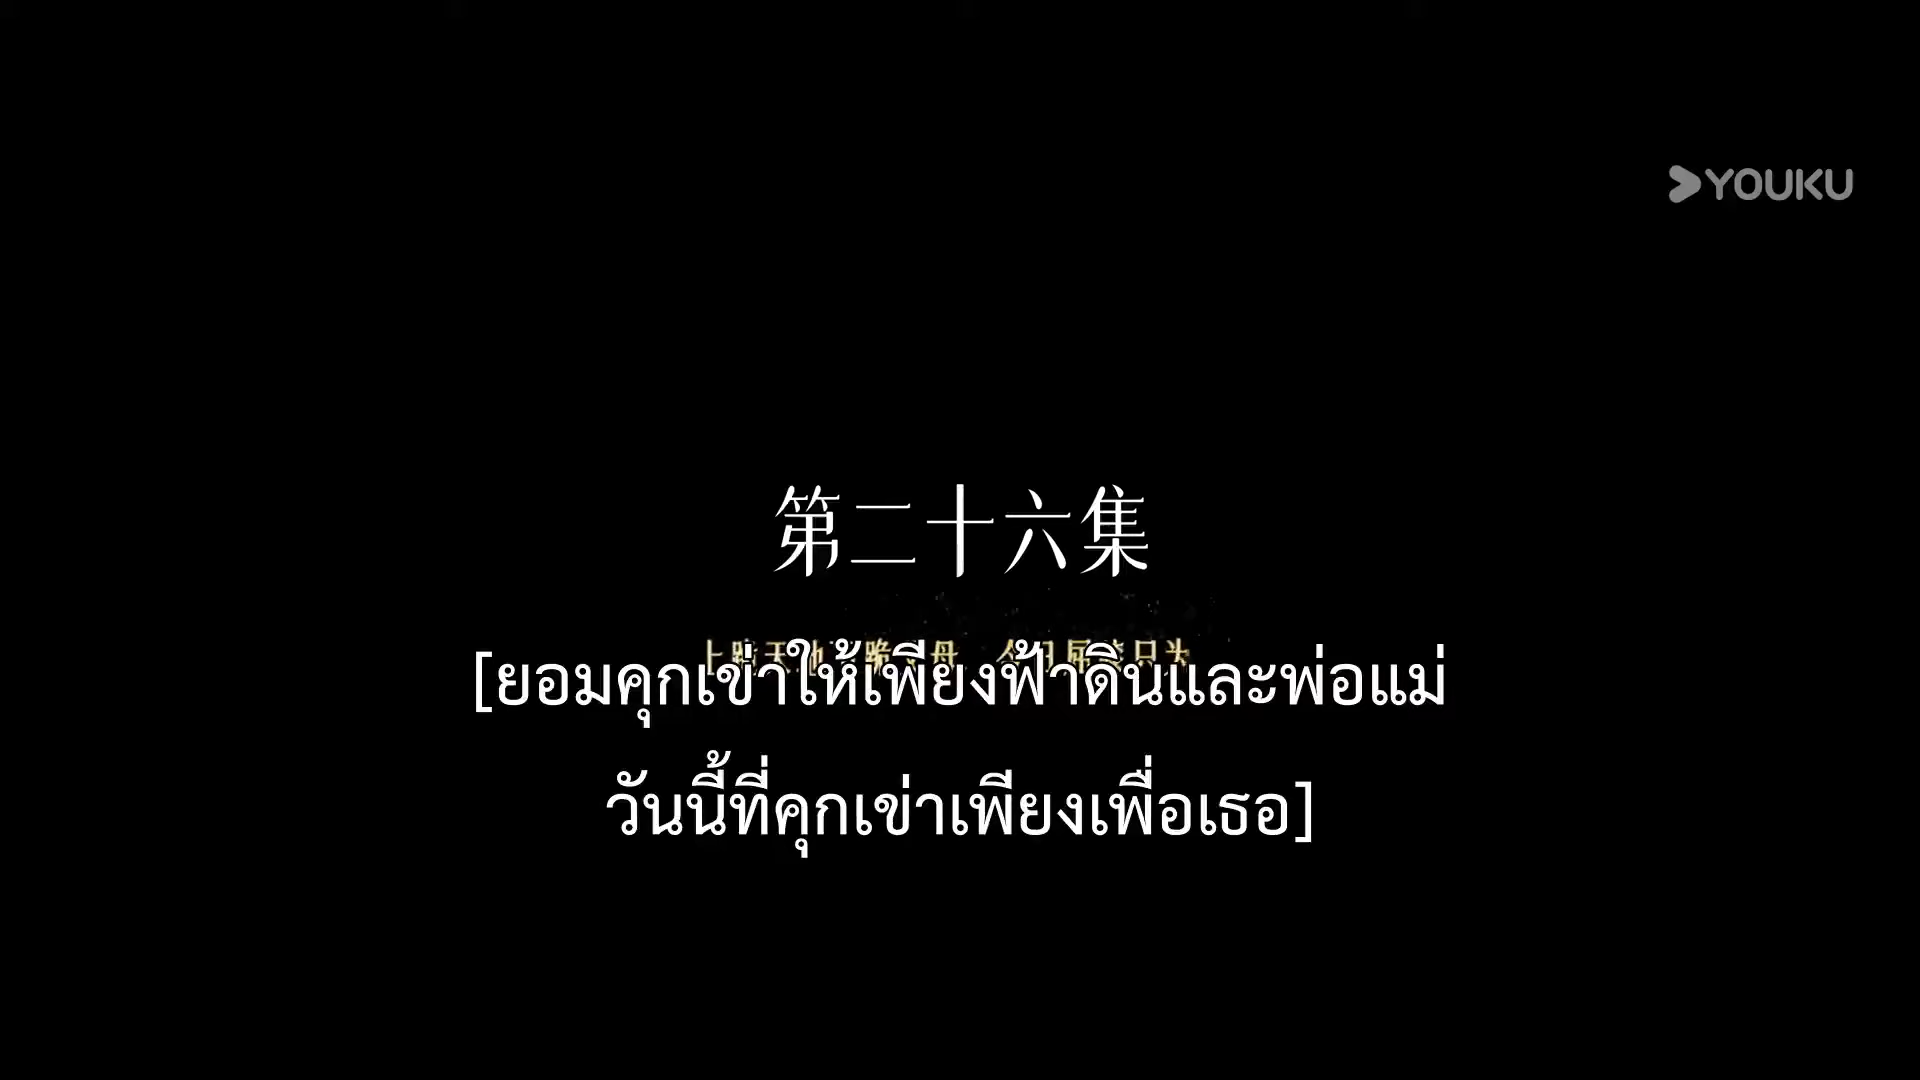 YOUKU
第二十六集
[ยอมคุกเข่าให้เพียงฟ้าดินและพ่อแม่
วันนี้ที่คุกเข่าเพียงเพื่อเธอ]